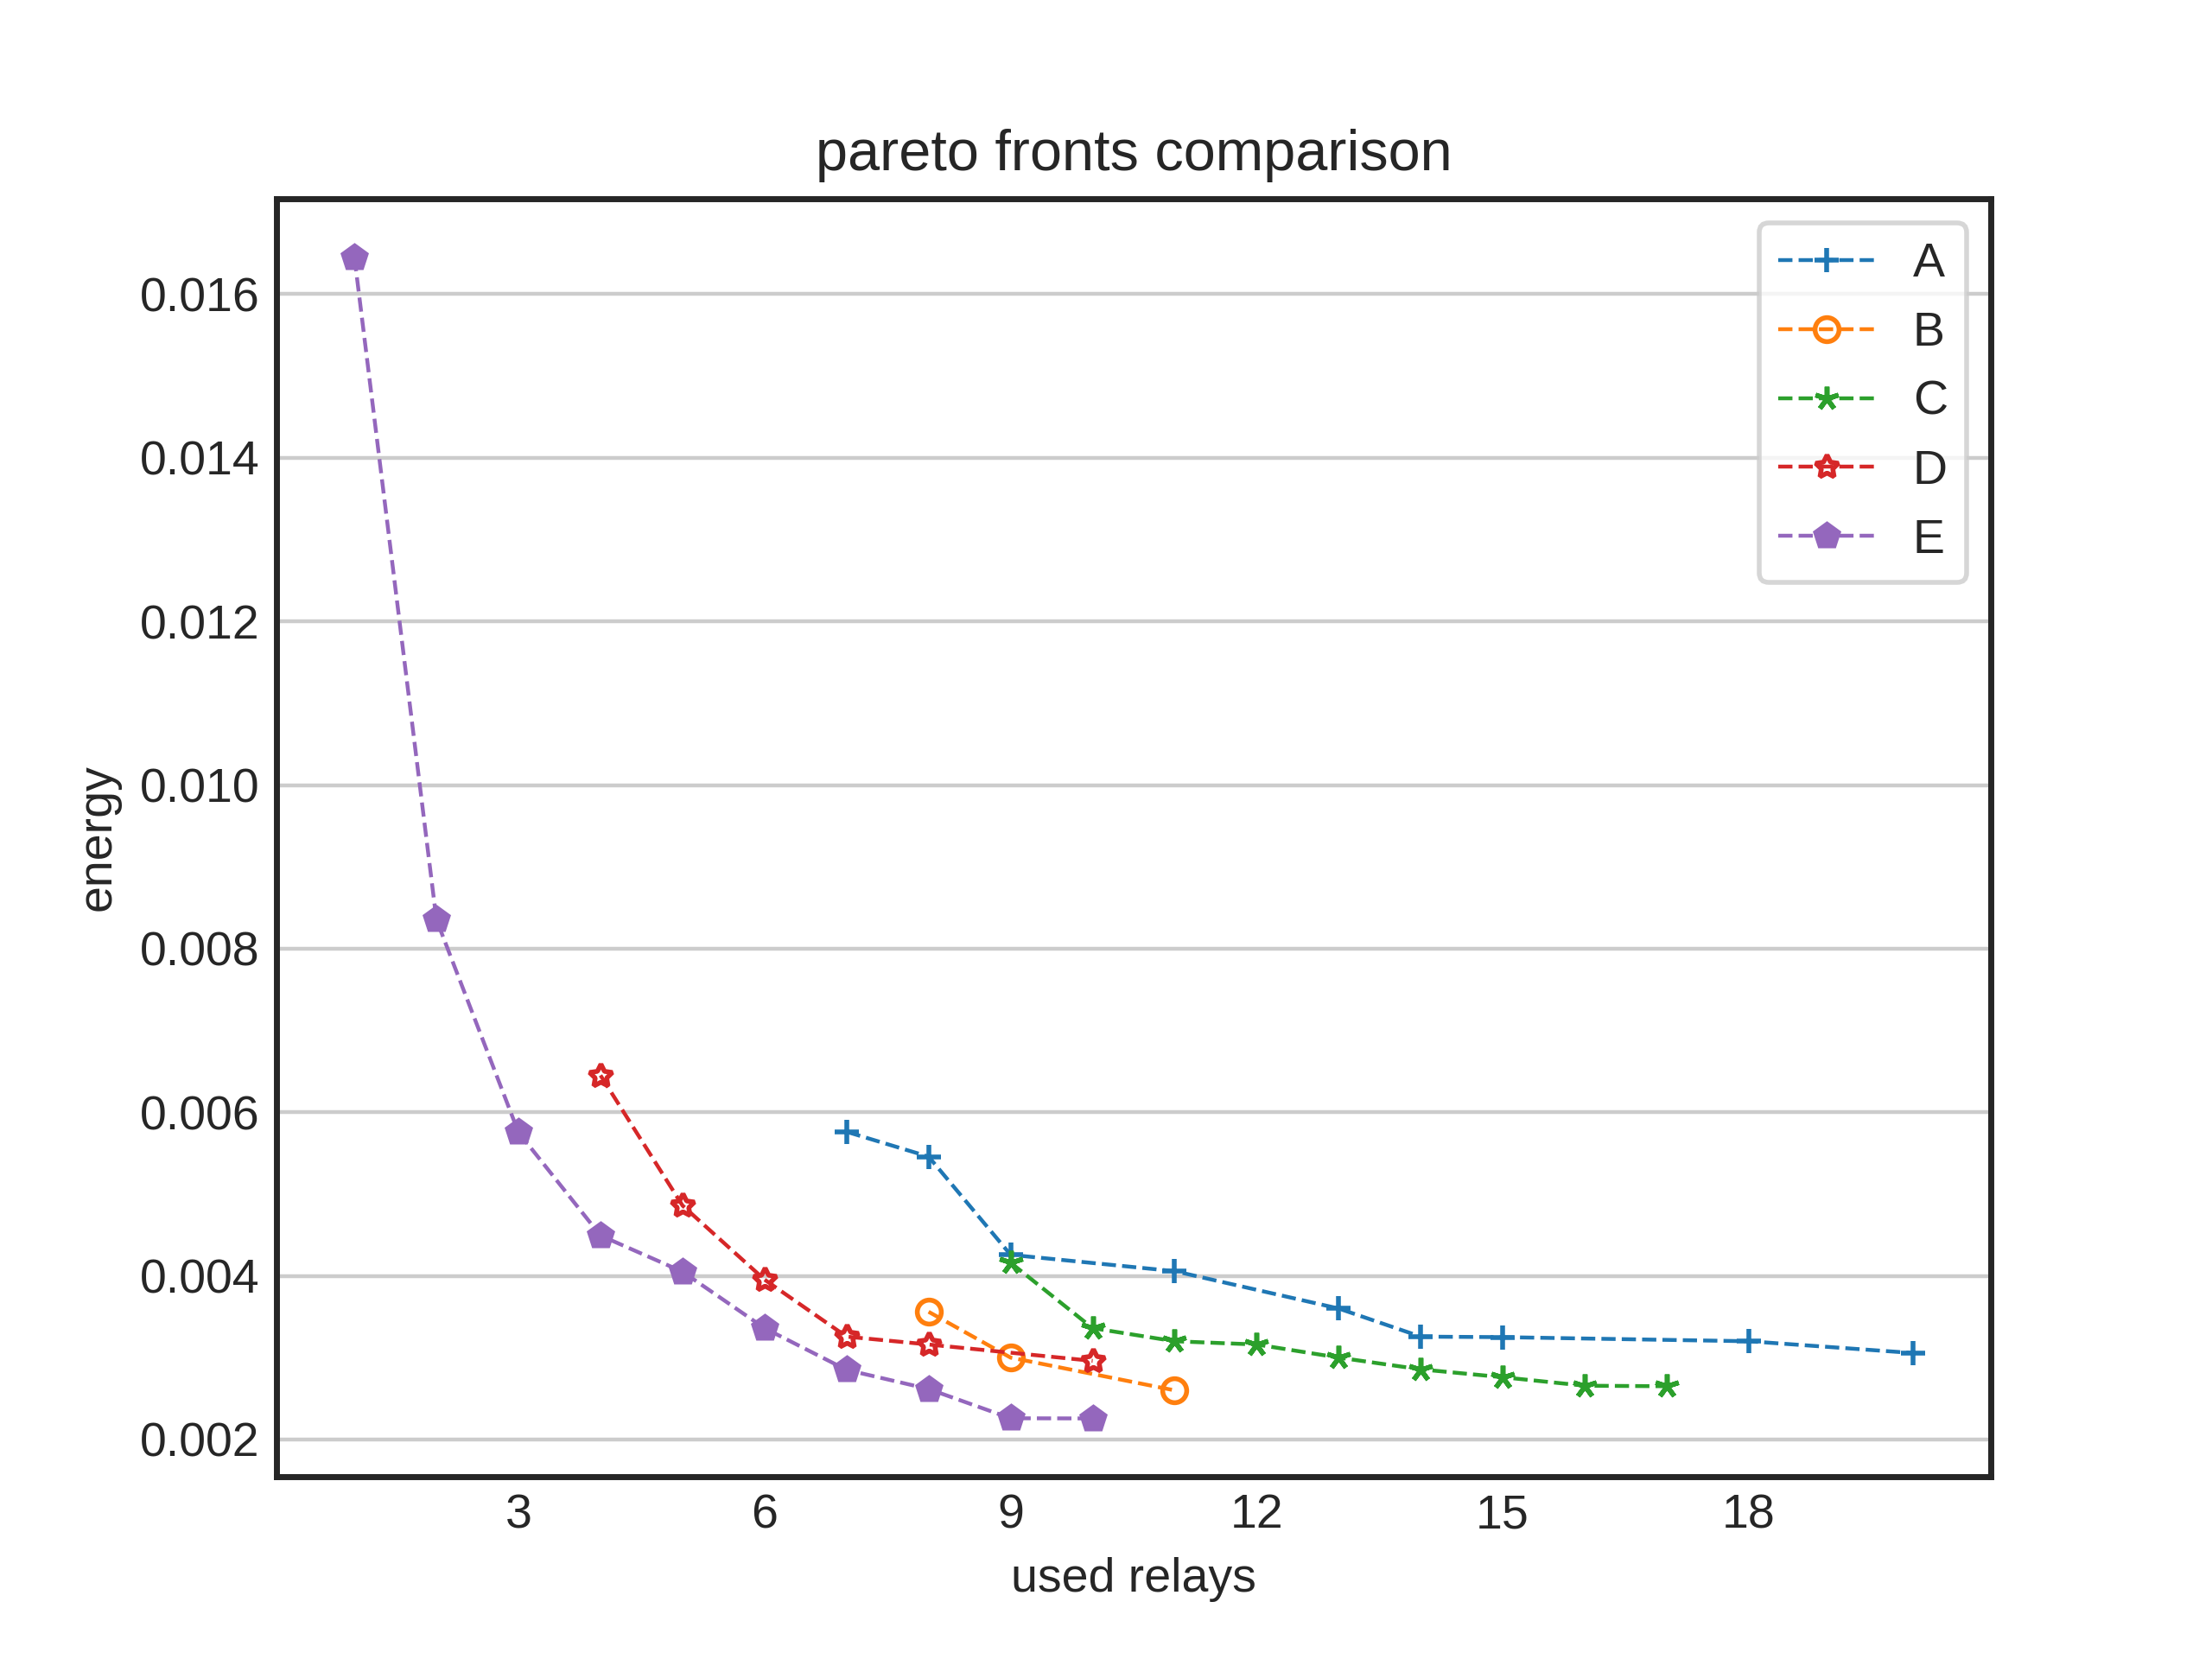 pareto fronts comparison
A
B
C
D
E
0.016
0.014
0.012
0.010
0.008
0.006
0.004
0.002
energy
3 6 9 12 15 18
used relays